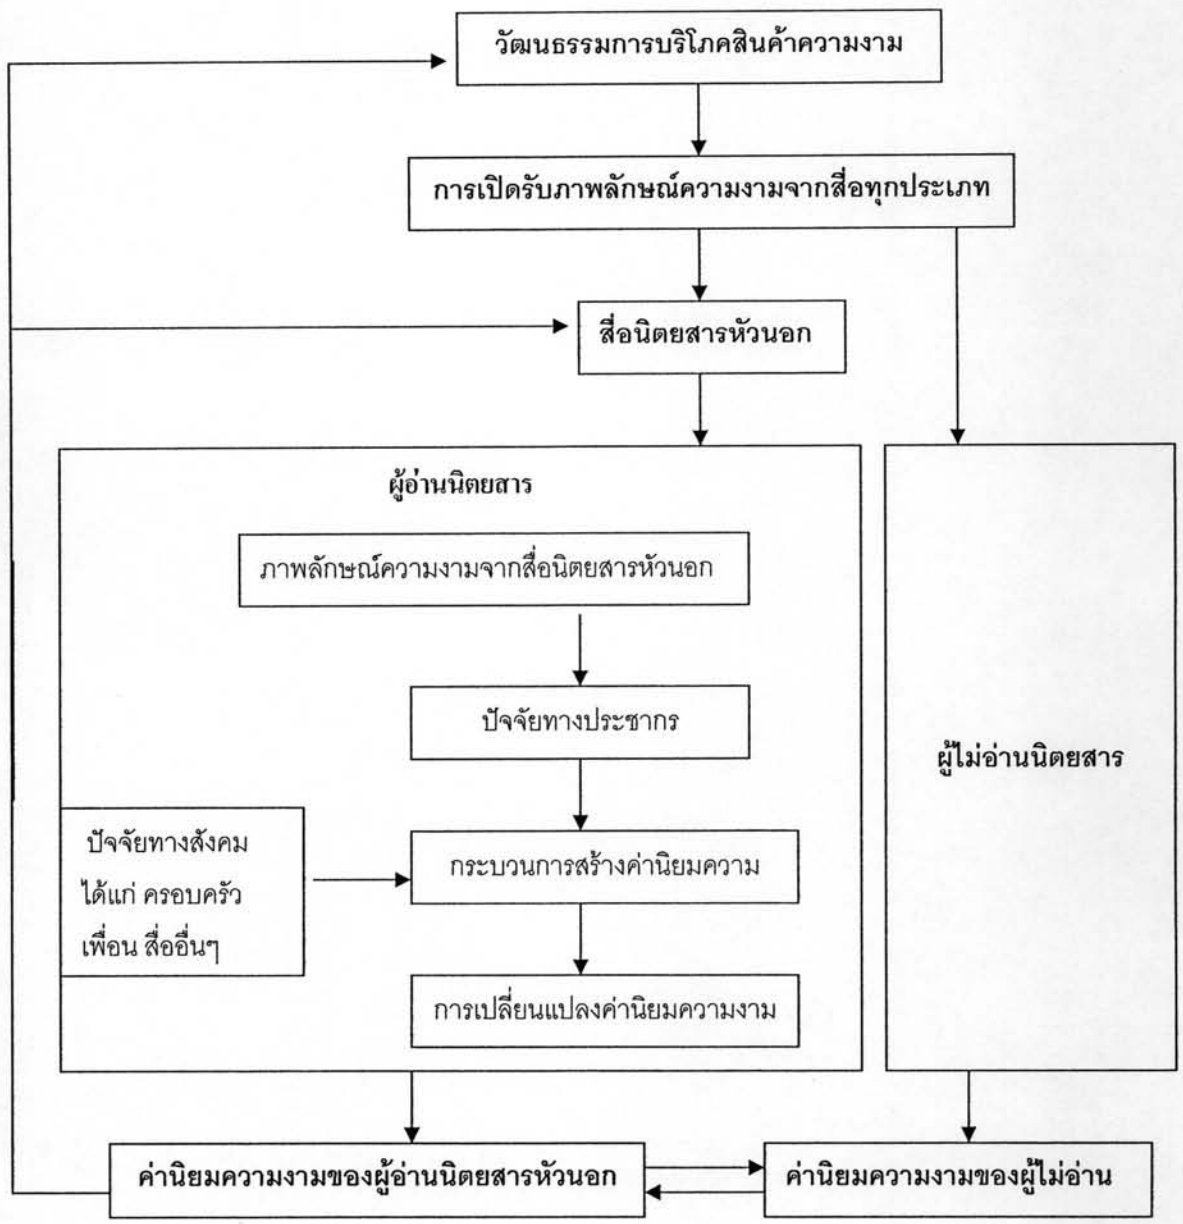 วัฒนธรรมการบริโภคสินค้าความงาม
การเปิดรับภาพลักษณ์ความงามจากสื่อทุกประเภท
สื่อนิตยสารหัวนอก
ผู้อ่านนิตยสาร
ภาพลักษณ์ความงามจากสื่อนิตยสารหัวนอก
ปัจจัยทางประชากร
ผู้ไม่อ่านนิตยสาร
ปัจจัยทางสังคม
ได้แก่ ครอบครัว
เพื่อน สื่ออื่นๆ
กระบวนการสร้างค่านิยมความ
การเปลี่ยนแปลงค่านิยมความงาม
ค่านิยมความงามของผู้อ่านนิตยสารหัวนอก
ค่านิยมความงามของผู้ไม่อ่าน